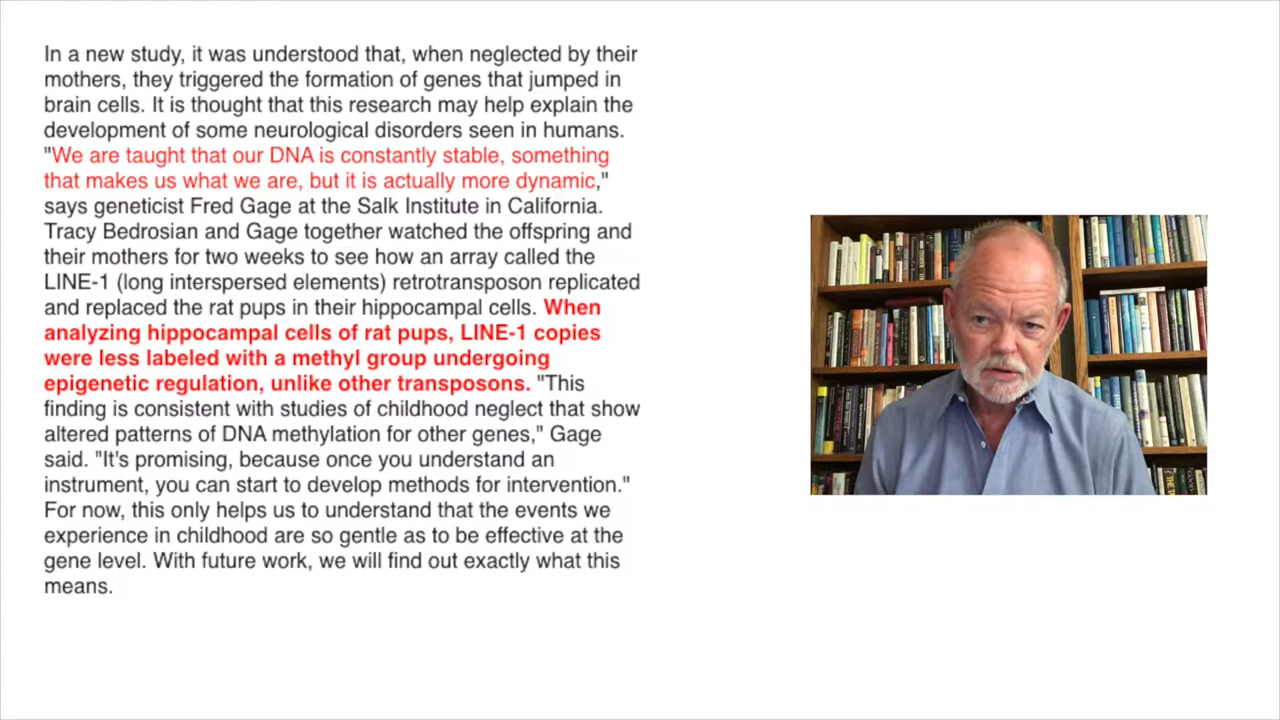 In a new study, it was understood that, when neglected by their
mothers, they triggered the formation of genes that jumped in
brain cells. It is thought that this research may help explain the
development of some neurological disorders seen in humans.
"We are taught that our DNA is constantly stable, something
that makes us what we are, but it is actually more dynamic,"
says geneticist Fred Gage at the Salk Institute in California.
Tracy Bedrosian and Gage together watched the offspring and
their mothers for two weeks to see how an array called the
LINE-1 (long interspersed elements) retrotransposon replicated
and replaced the rat pups in their hippocampal cells. When
analyzing hippocampal cells of rat pups, LINE-1 copies
were less labeled with a methyl group undergoing
epigenetic regulation, unlike other transposons. "This
finding is consistent with studies of childhood neglect that show
altered patterns of DNA methylation for other genes," Gage
said. "It's promising, because once you understand an
instrument, you can start to develop methods for intervention."
For now, this only helps us to understand that the events we
experience in childhood are so gentle as to be effective at the
gene level. With future work, we will find out exactly what this
means.